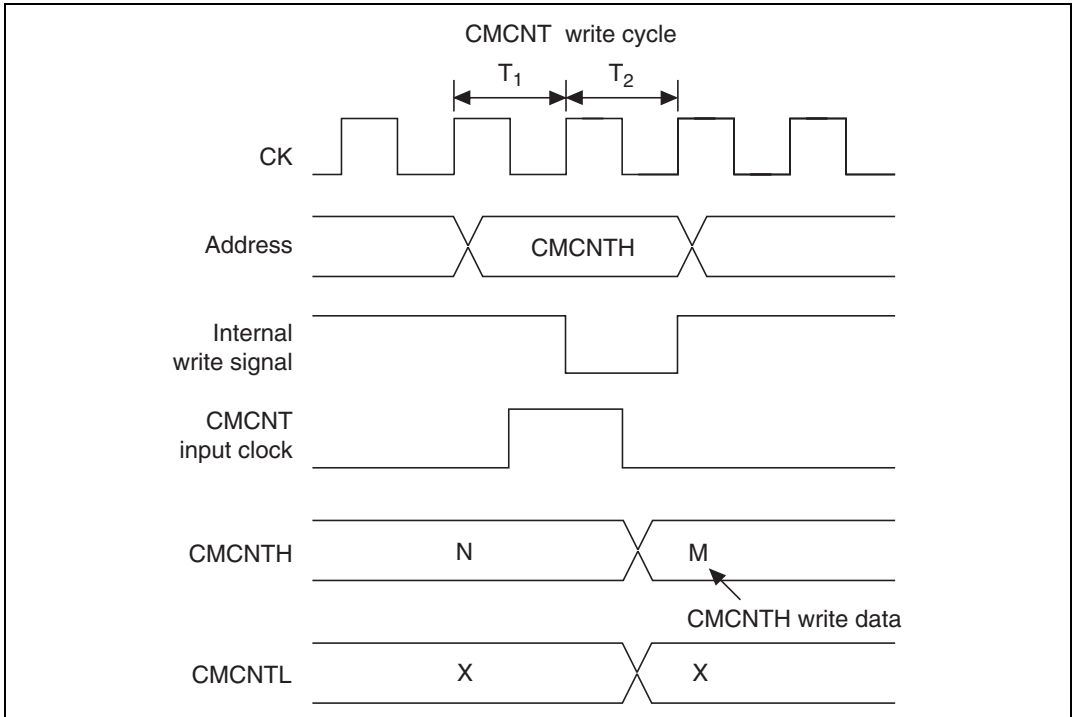 CMCNT write cycle
T1 T2
CK
Address CMCNTH
Internal
write signal
CMCNT
input clock
CMCNTH N M
CMCNTH write data
CMCNTL X X